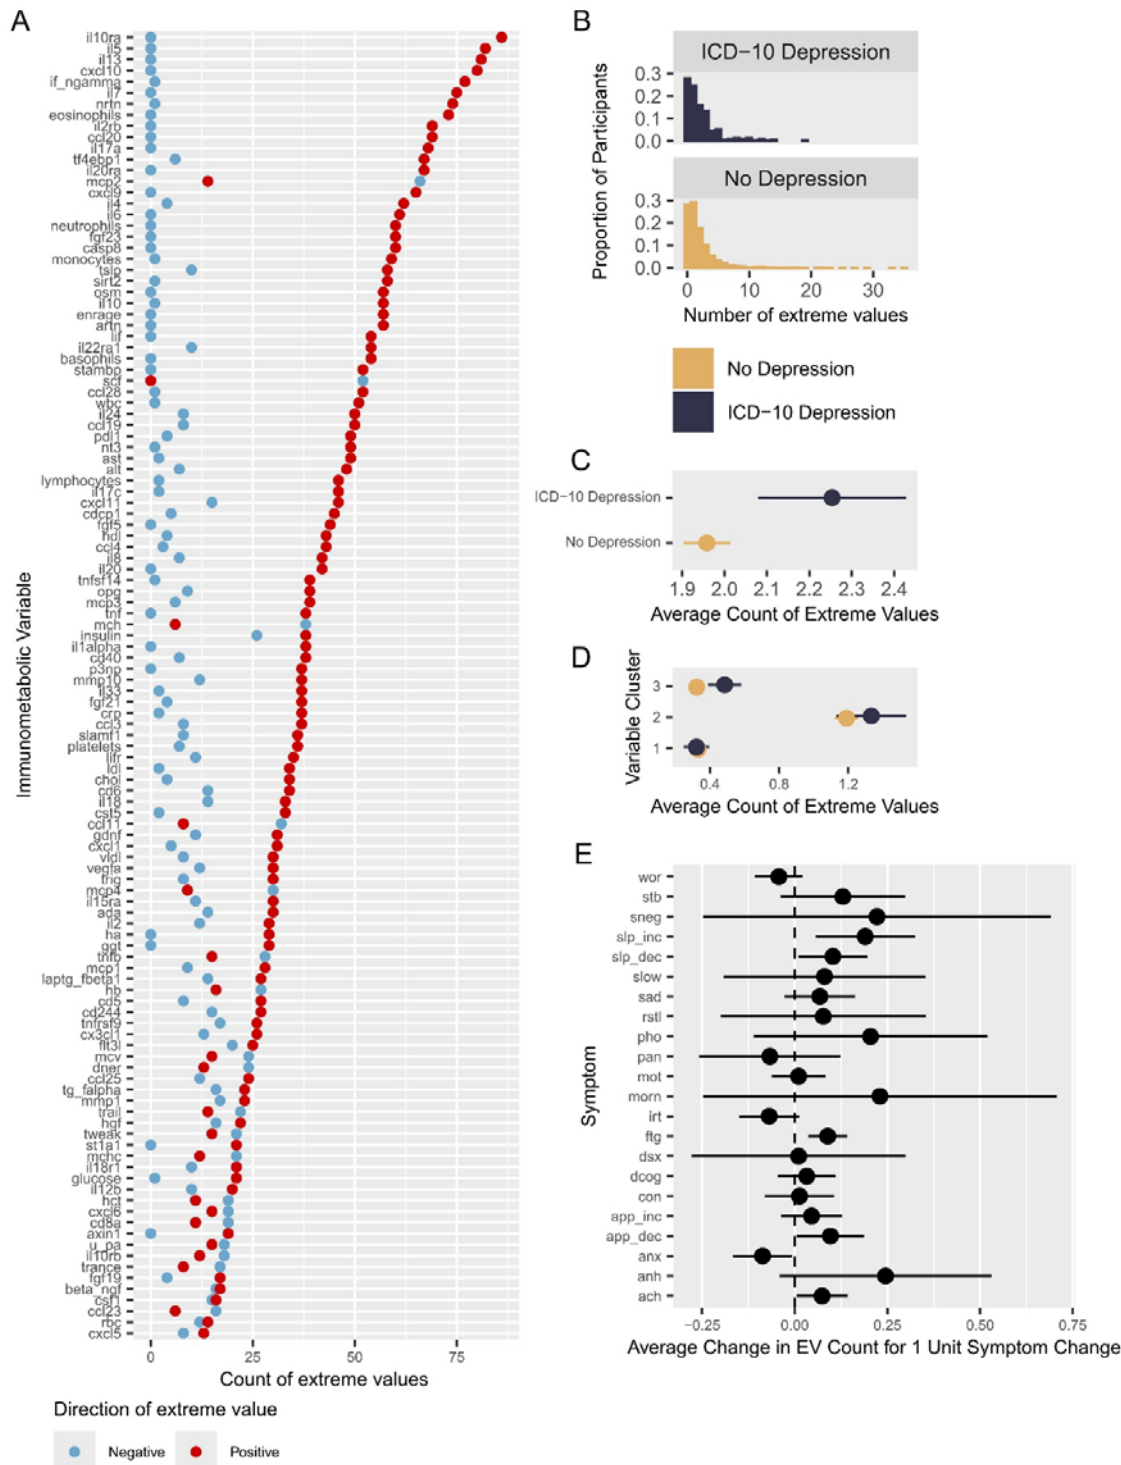 A
Immunometabolic Variable
il10ra
il5
il13
cxcl10
if_ngamma
il7
nrtn
eosinophils
il2rb
ccl20
il17a
tf4ebp1
il20ra
mcp2
cxcl9
il4
il6
neutrophils
fgf23
casp8
monocytes
tslp
sirt2
osm
il10
enrage
artn
lif
il22ra1
basophils
stambp
scf
ccl28
wbc
il24
ccl19
pdl1
nt3
ast
alt
lymphocytes
il17c
cxcl11
cdcp1
fgf5
hdl
ccl4
il8
il20
tnfsf14
opg
mcp3
tnf
mch
insulin
il1alpha
cd40
p3np
mmp10
il33
fgf21
crp
ccl3
slamf1
platelets
lifr
ldl
chol
cd6
il18
cst5
ccl11
gdnf
cxcl1
vldl
vegfa
trig
mcp4
il15ra
ada
il2
ha
ggt
tnfb
mcp1
laptg_fbeta1
hb
cd5
cd244
tnfrsf9
cx3cl1
flt3l
mcv
dner
ccl25
tg_falpha
mmp1
trail
hgf
tweak
st1a1
mchc
il18r1
glucose
il12b
hct
cxcl6
cd8a
axin1
u_pa
il10rb
trance
fgf19
beta_ngf
csf1
ccl23
rbc
cxcl5
0 25 50 75
Count of extreme values
Direction of extreme value
Negative Positive
B
Proportion of Participants
ICD−10 Depression
0.3
0.2
0.1
0.0
No Depression
0.3
0.2
0.1
0.0
0 10 20 30
Number of extreme values
No Depression
ICD−10 Depression
C
ICD−10 Depression
No Depression
1.9 2.0 2.1 2.2 2.3 2.4
Average Count of Extreme Values
D
Variable Cluster
3
2
1
0.4 0.8 1.2
Average Count of Extreme Values
E
Symptom
wor
stb
sneg
slp_inc
slp_dec
slow
sad
rstl
pho
pan
mot
morn
irt
ftg
dsx
dcog
con
app_inc
app_dec
anx
anh
ach
−0.25 0.00 0.25 0.50 0.75
Average Change in EV Count for 1 Unit Symptom Change